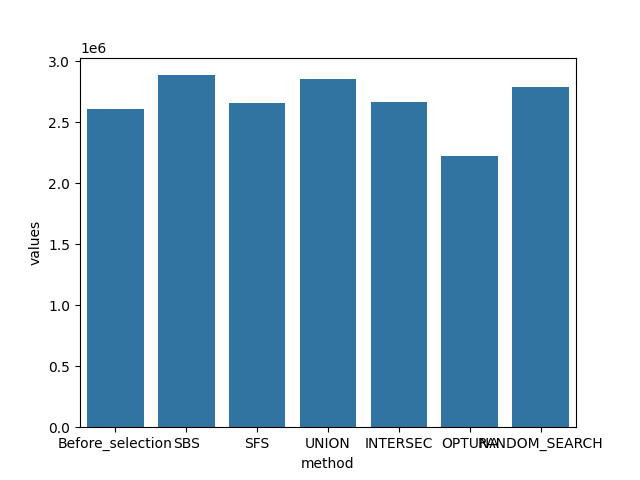 1e6
3.0
2.5
2.0
1.5
1.0
0.5
0.0
values
Before_selection SBS SFS UNION INTERSEC OPTUNA RANDOM_SEARCH
method